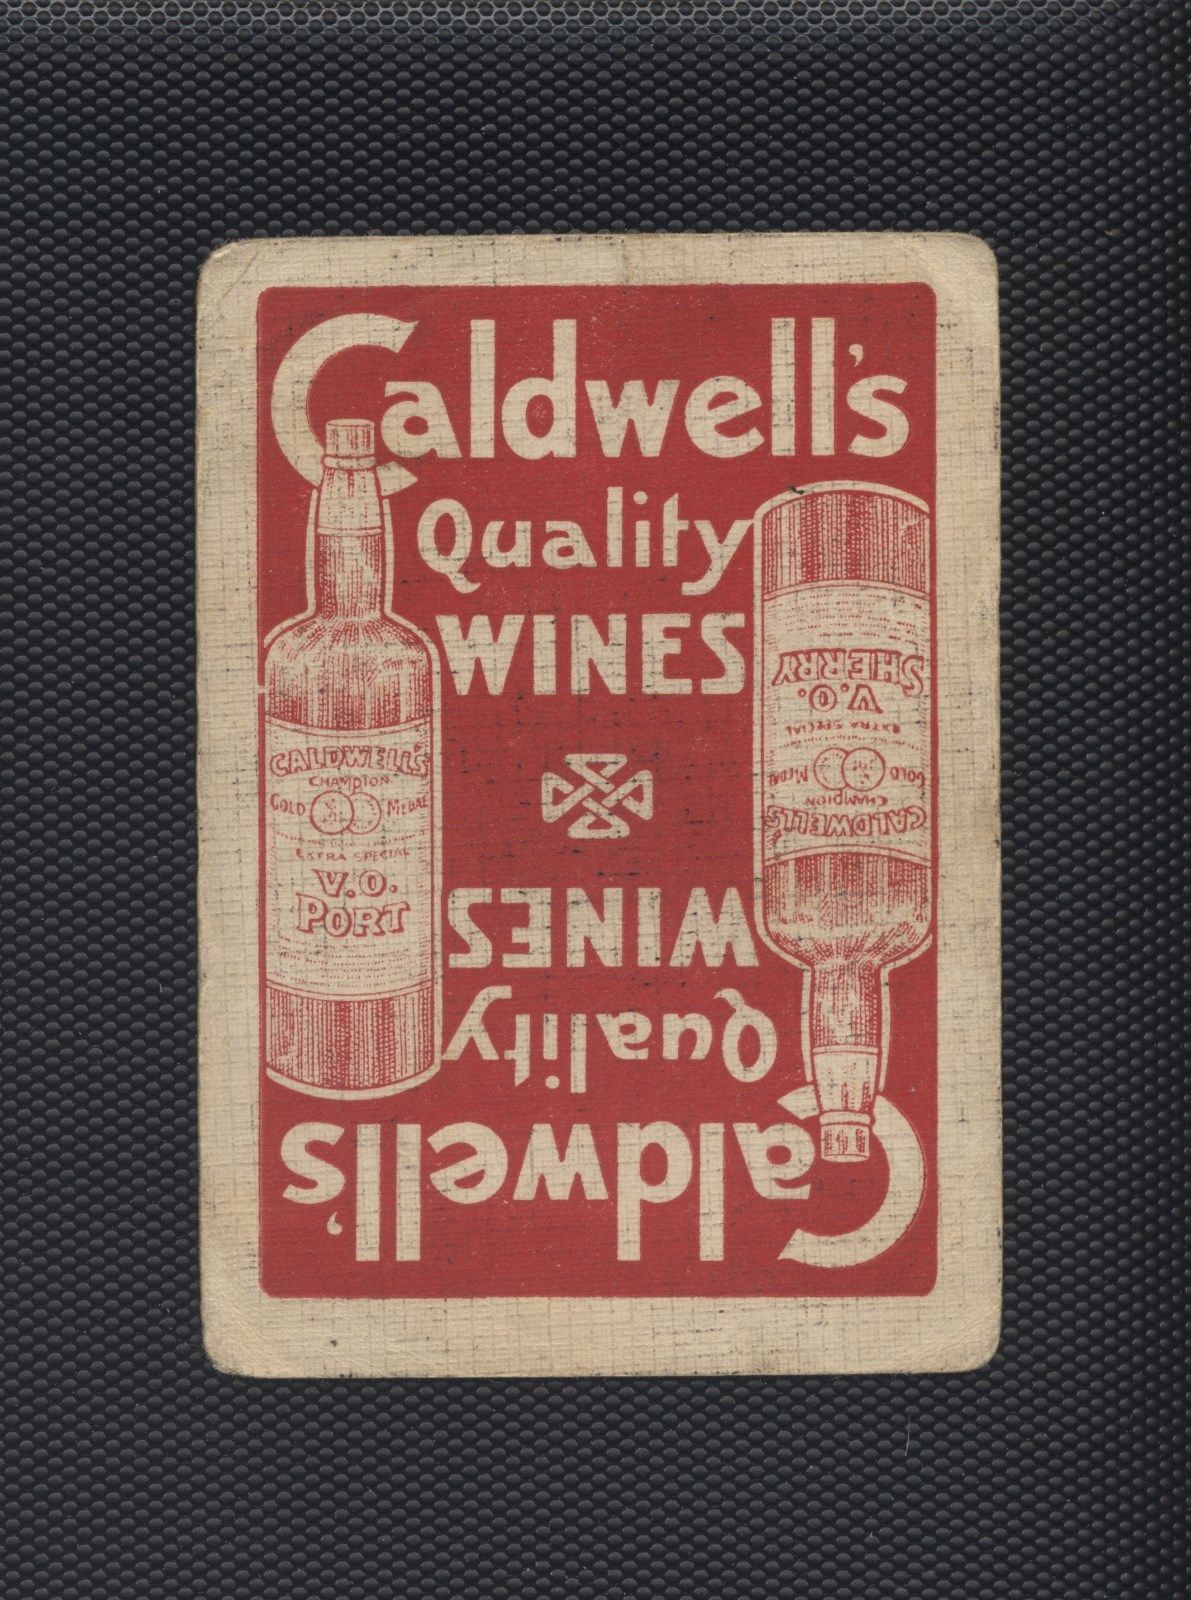 Caldwell's
Quality
WINES
CALDWELL'S
CHAMPION
GOLD MEDAL
EXTRA SPECIAL
V.O.
PORT
CALDWELL'S
CHAMPION
GOLD MEDAL
EXTRA SPECIAL
V.O.
SHERRY
Caldwell's
Quality
WINES